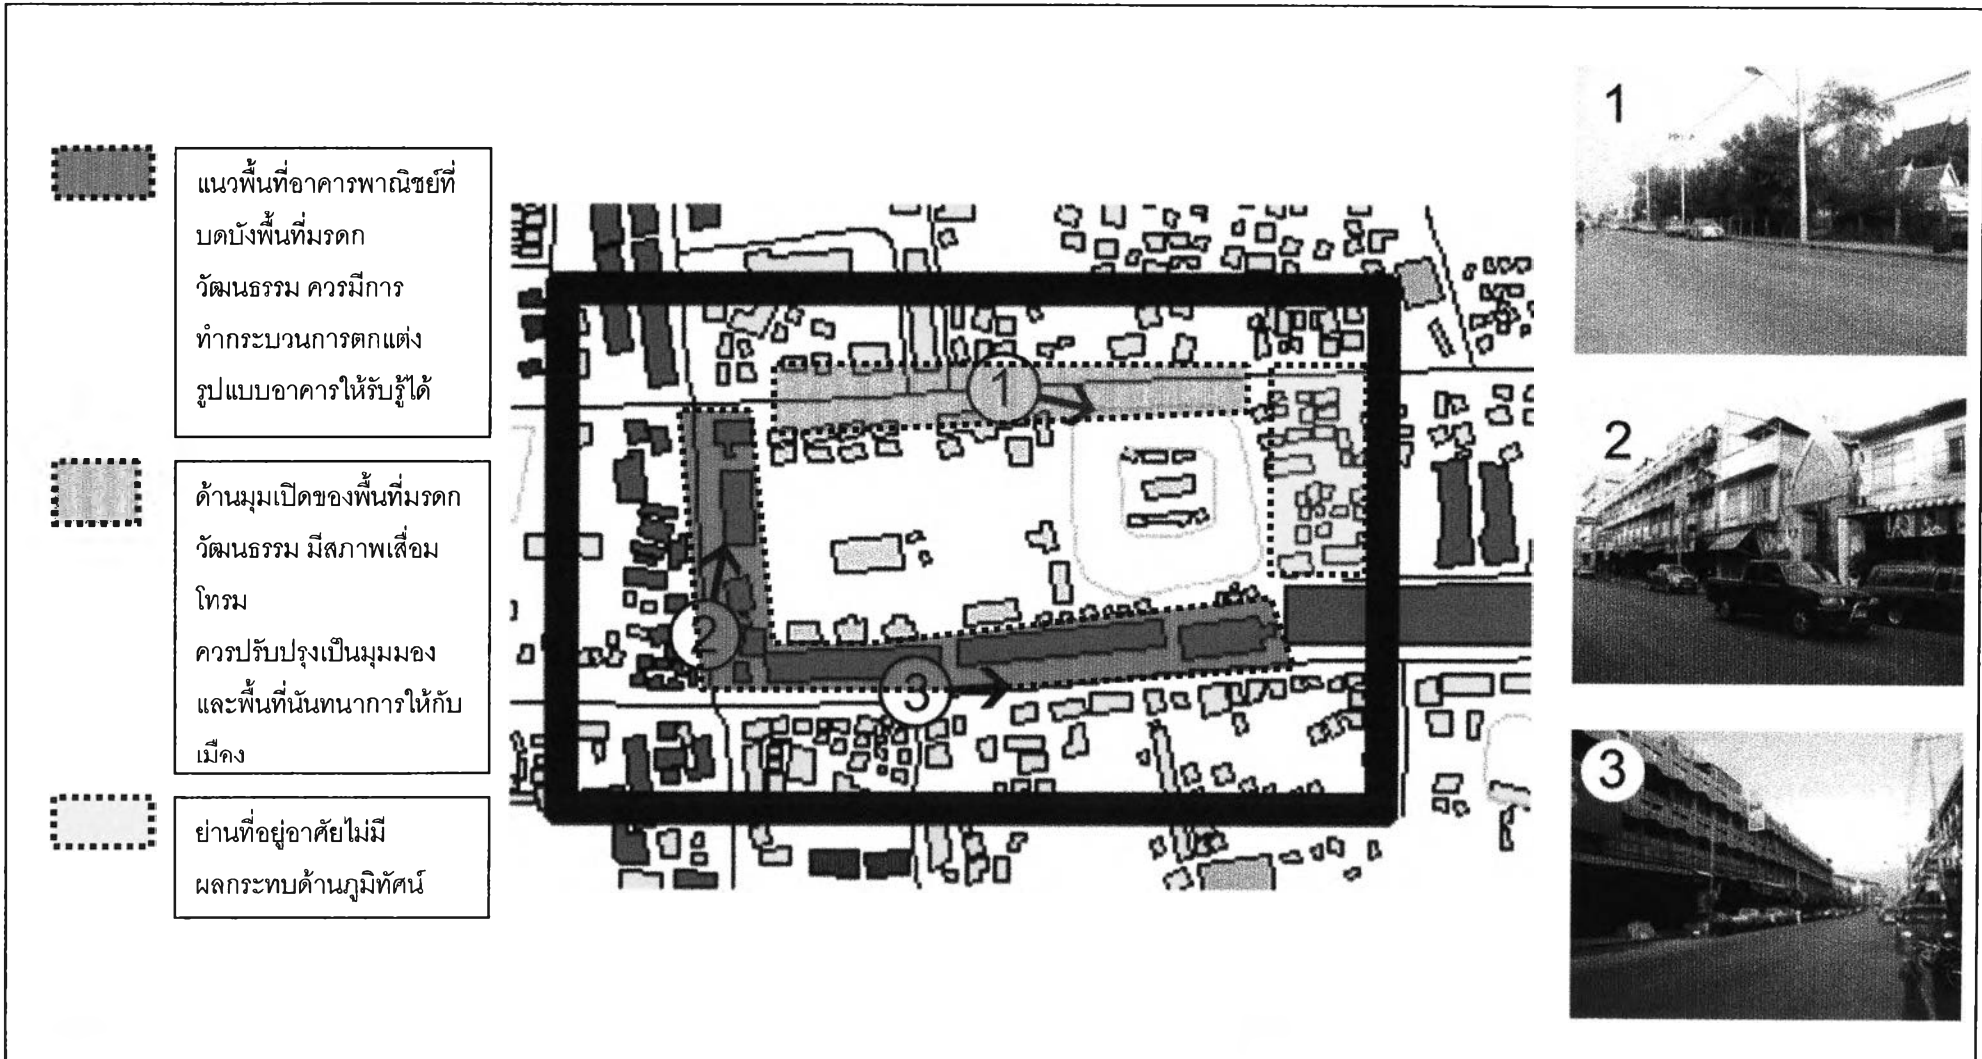 แนวพื้นที่อาคารพาณิชย์ที่
บดบังพื้นที่มรดก
วัฒนธรรม ควรมีการ
ทำกระบวนการตกแต่ง
รูปแบบอาคารให้รับรู้ได้
ด้านมุมเปิดของพื้นที่มรดก
วัฒนธรรม มีสภาพเสื่อม
โทรม
ควรปรับปรุงเป็นมุมมอง
และพื้นที่นันทนาการให้กับ
เมือง
ย่านที่อยู่อาศัยไม่มี
ผลกระทบด้านภูมิทัศน์
1
2
3
1
2
3